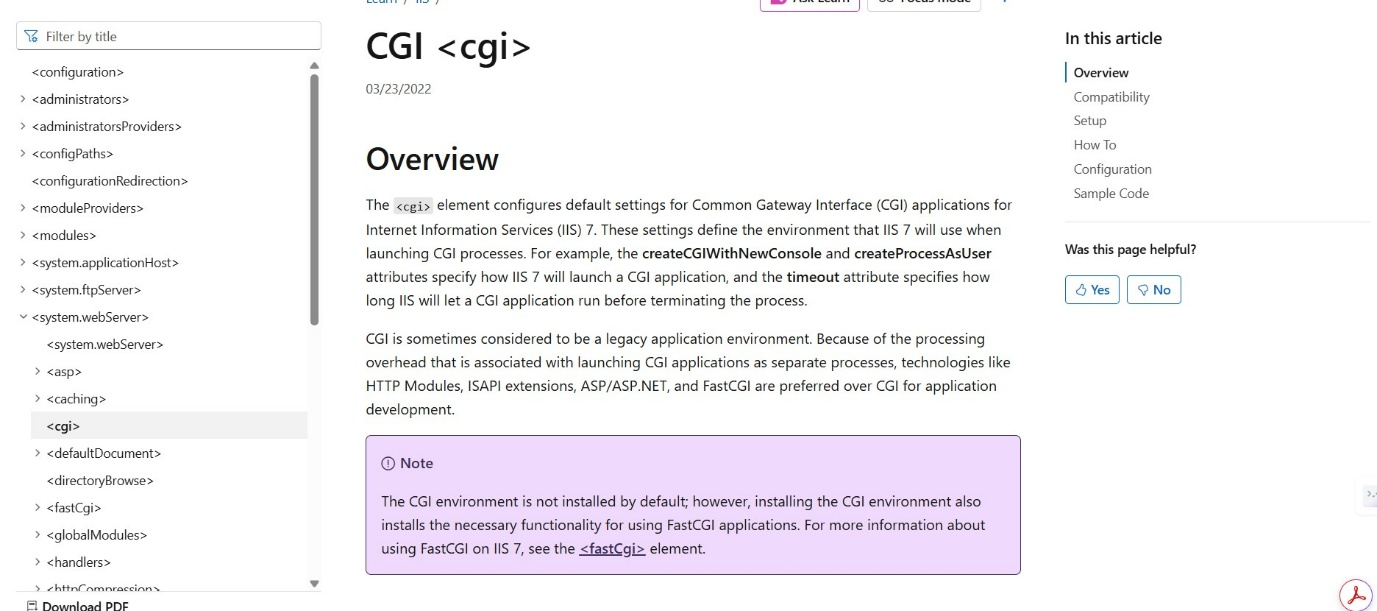 Learn / IIS /
Ask Learn
Focus Mode
Filter by title
<configuration>
<administrators>
<administratorsProviders>
<configPaths>
<configurationRedirection>
<moduleProviders>
<modules>
<system.applicationHost>
<system.ftpServer>
<system.webServer>
<system.webServer>
<asp>
<caching>
<cgi>
<defaultDocument>
<directoryBrowse>
<fastCgi>
<globalModules>
<handlers>
<httpCompression>
Download PDF
CGI <cgi>
03/23/2022
Overview
The <cgi> element configures default settings for Common Gateway Interface (CGI) applications for
Internet Information Services (IIS) 7. These settings define the environment that IIS 7 will use when
launching CGI processes. For example, the createCGIWithNewConsole and createProcessAsUser
attributes specify how IIS 7 will launch a CGI application, and the timeout attribute specifies how
long IIS will let a CGI application run before terminating the process.
CGI is sometimes considered to be a legacy application environment. Because of the processing
overhead that is associated with launching CGI applications as separate processes, technologies like
HTTP Modules, ISAPI extensions, ASP/ASP.NET, and FastCGI are preferred over CGI for application
development.
Note
The CGI environment is not installed by default; however, installing the CGI environment also
installs the necessary functionality for using FastCGI applications. For more information about
using FastCGI on IIS 7, see the <fastCgi> element.
In this article
Overview
Compatibility
Setup
How To
Configuration
Sample Code
Was this page helpful?
Yes
No